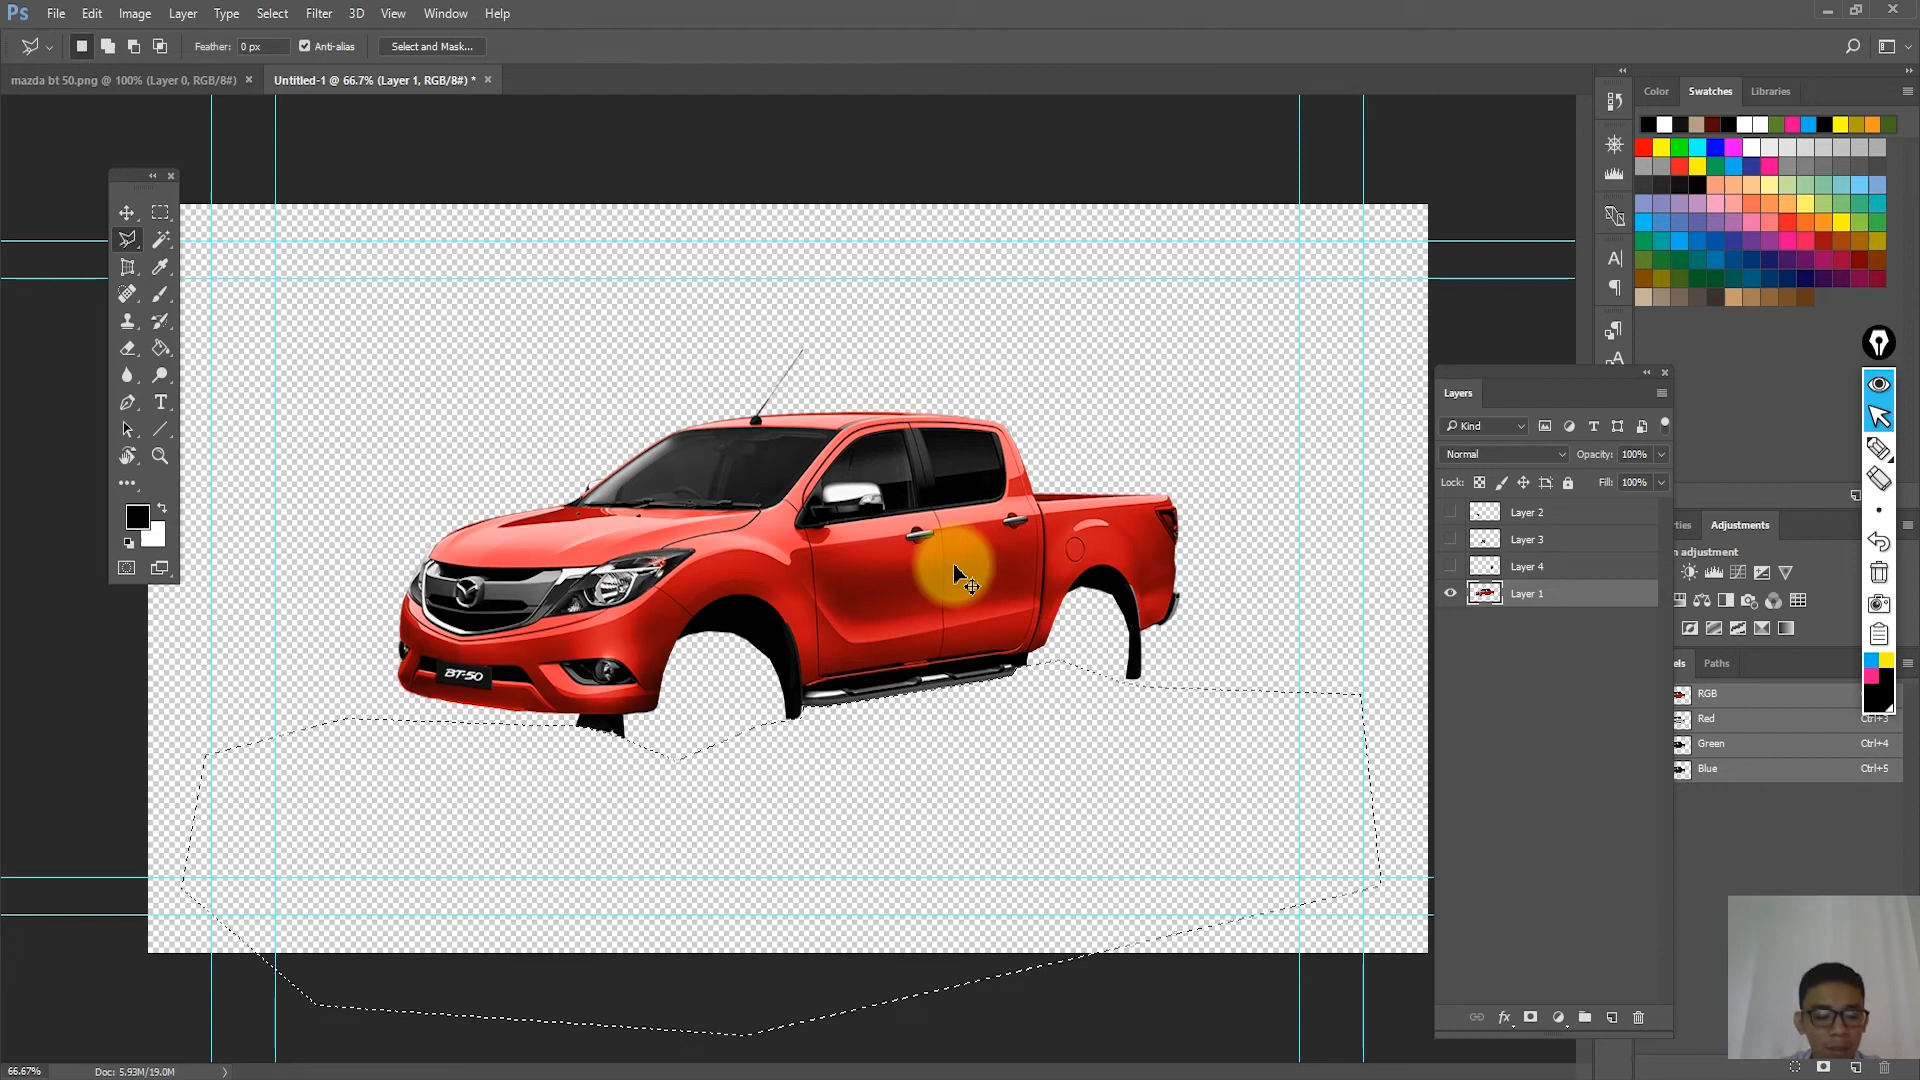 Ps File Edit Image Layer Type Select Filter 3D View Window Help
Feather: 0 px Anti-alias Select and Mask...
mazda bt 50.png @ 100% (Layer 0, RGB/8#) × Untitled-1 @ 66.7% (Layer 1, RGB/8#) * ×
Color Swatches Libraries
Layers
Kind
Normal Opacity: 100%
Lock: Fill: 100%
Layer 2
Layer 3
Layer 4
Layer 1
rties Adjustments
n adjustment
els Paths
RGB
Red Ctrl+3
Green Ctrl+4
Blue Ctrl+5
BT-50
66.67% Doc: 5.93M/19.0M